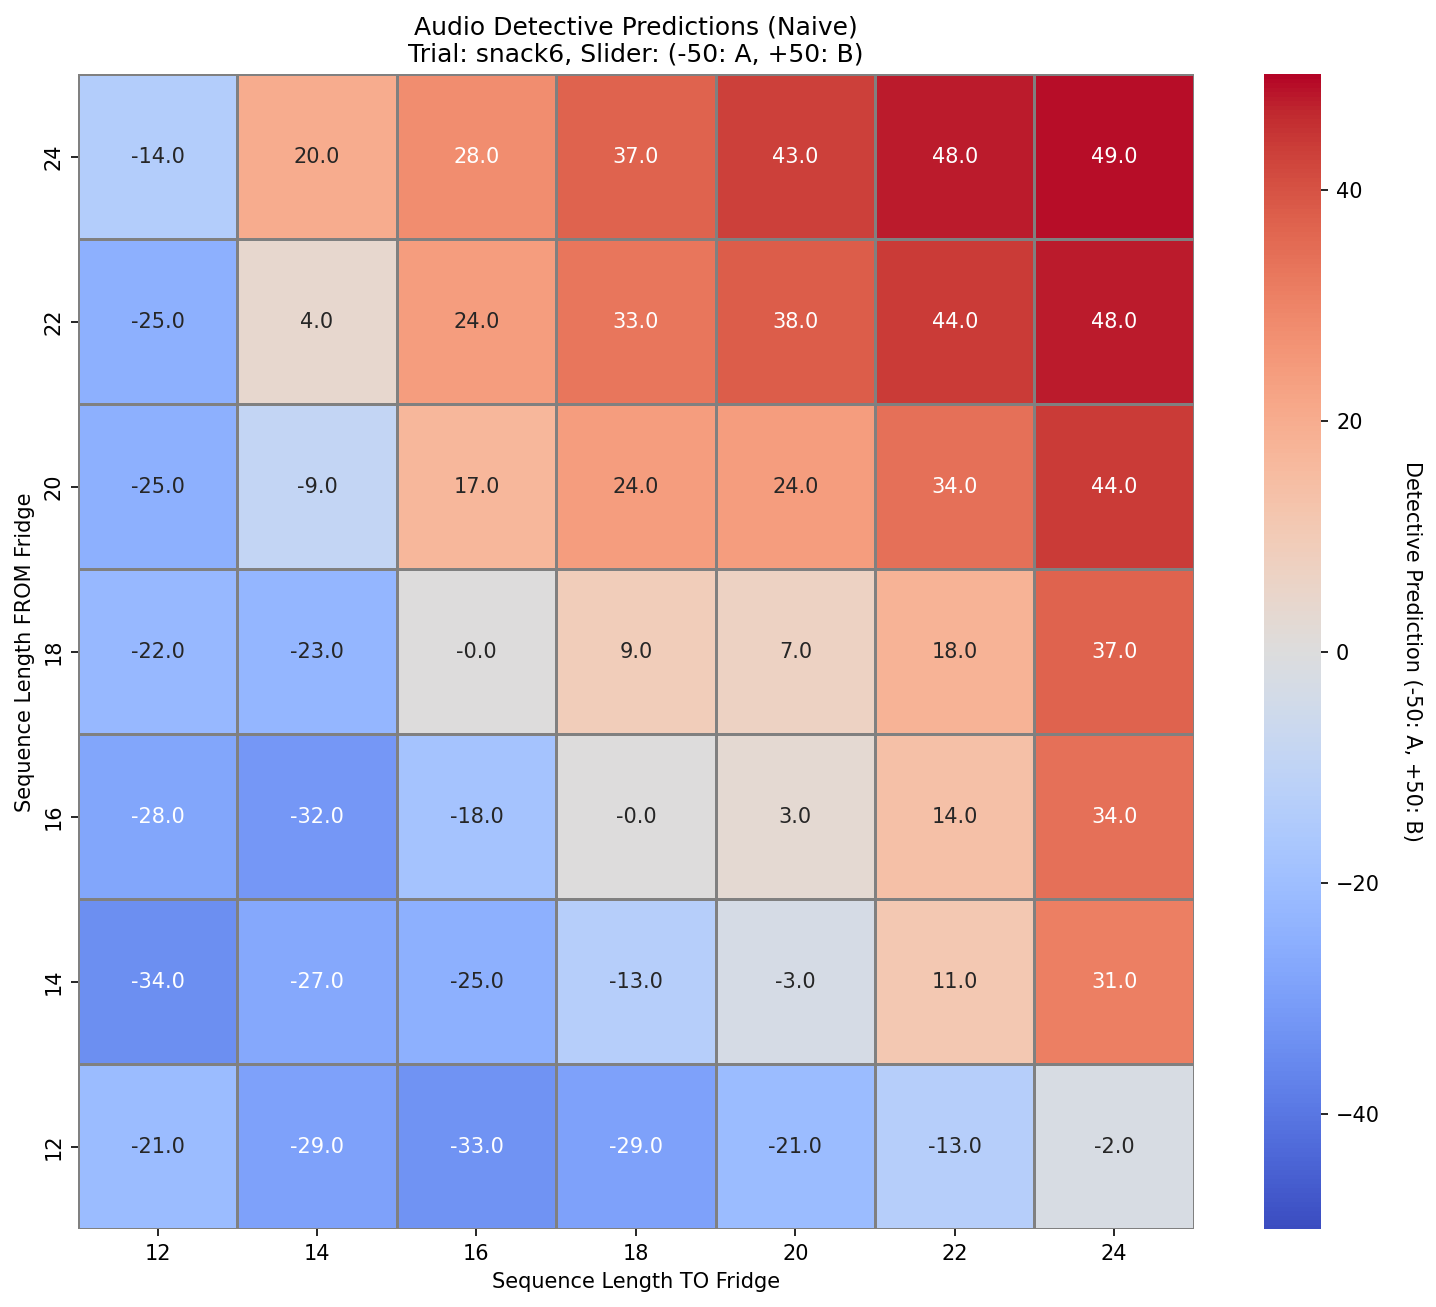 Audio Detective Predictions (Naive)
Trial: snack6, Slider: (-50: A, +50: B)
Sequence Length FROM Fridge
24 -14.0 20.0 28.0 37.0 43.0 48.0 49.0
22 -25.0 4.0 24.0 33.0 38.0 44.0 48.0
20 -25.0 -9.0 17.0 24.0 24.0 34.0 44.0
18 -22.0 -23.0 -0.0 9.0 7.0 18.0 37.0
16 -28.0 -32.0 -18.0 -0.0 3.0 14.0 34.0
14 -34.0 -27.0 -25.0 -13.0 -3.0 11.0 31.0
12 -21.0 -29.0 -33.0 -29.0 -21.0 -13.0 -2.0
12 14 16 18 20 22 24
Sequence Length TO Fridge
40
20
0
−20
−40
Detective Prediction (-50: A, +50: B)